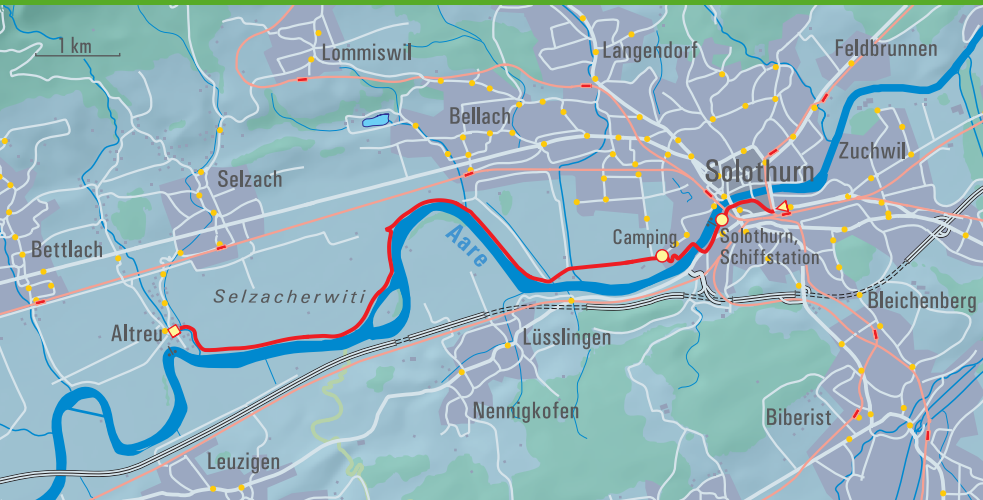 1 km
Lommiswil
Langendorf
Feldbrunnen
Bellach
Zuchwil
Solothurn
Selzach
Bettlach
Aare
Camping
Solothurn,
Schiffstation
Selzacherwiti
Bleichenberg
Altreu
Lüsslingen
Nennigkofen
Biberist
Leuzigen